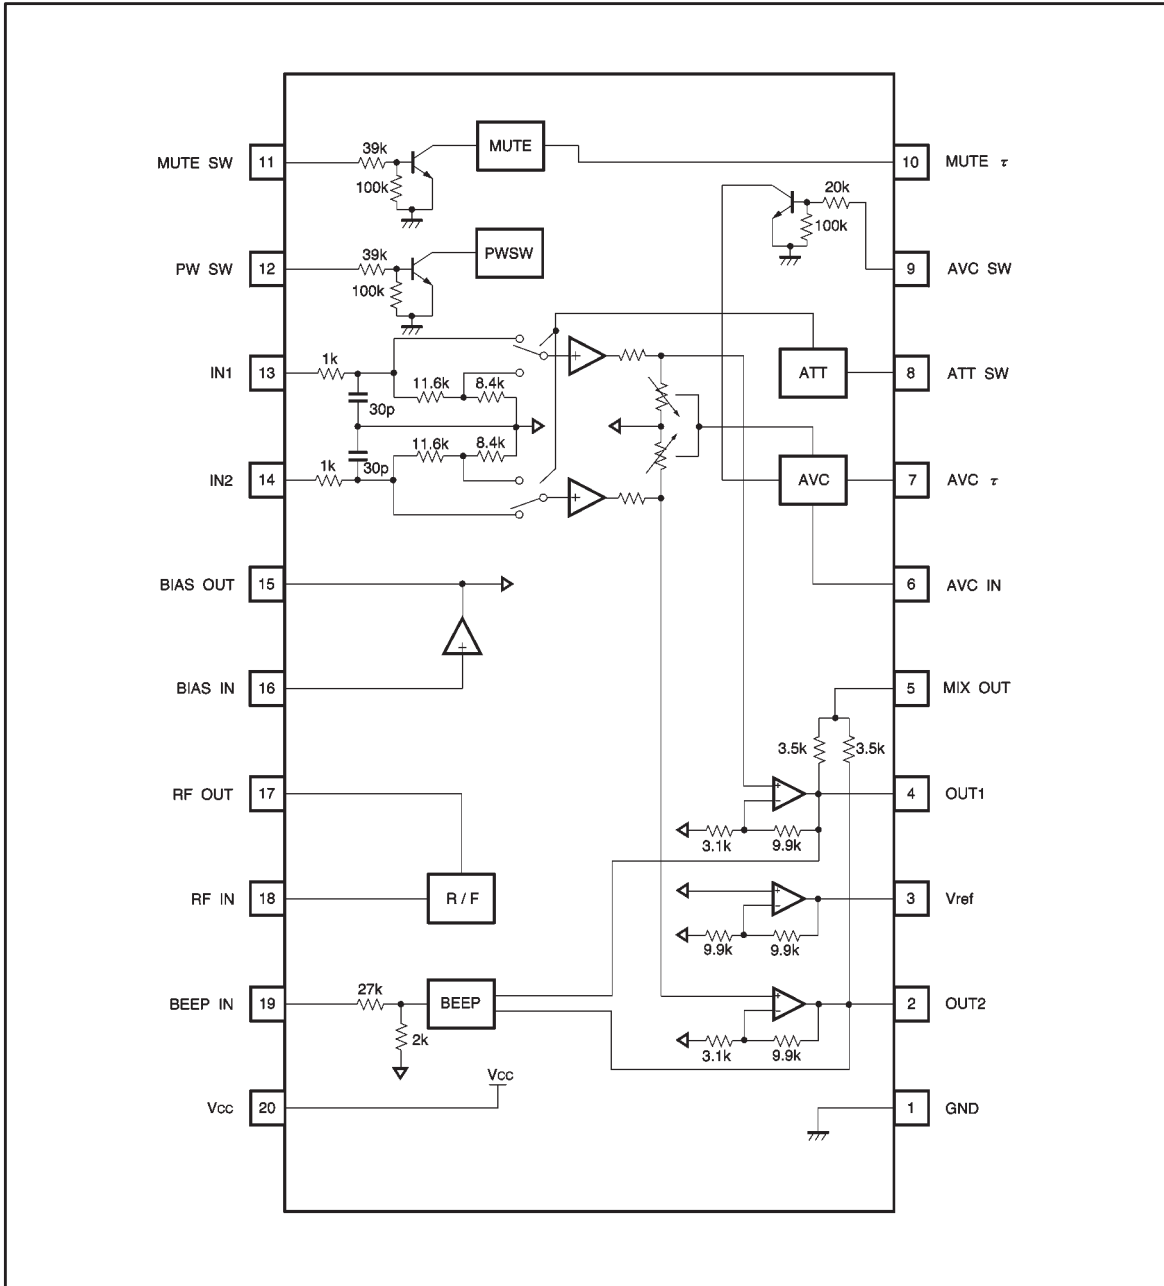 MUTE SW 11 39k MUTE 10 MUTE τ
100k
20k
100k
PW SW 12 39k PWSW 9 AVC SW
100k
IN1 13 1k 11.6k 8.4k ATT 8 ATT SW
30p
IN2 14 1k 30p 11.6k 8.4k AVC 7 AVC τ
BIAS OUT 15 6 AVC IN
BIAS IN 16 5 MIX OUT
3.5k 3.5k
RF OUT 17 + − 4 OUT1
3.1k 9.9k
RF IN 18 R / F + − 3 Vref
9.9k 9.9k
BEEP IN 19 27k BEEP + − 2 OUT2
2k 3.1k 9.9k
Vcc
Vcc 20 1 GND